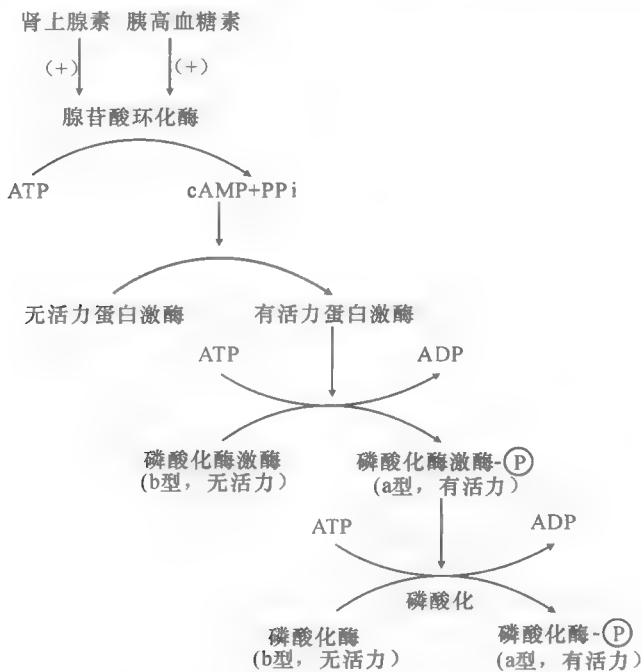 肾上腺素 胰高血糖素
(+) (+)
腺苷酸环化酶
ATP cAMP+PPi
无活力蛋白激酶 有活力蛋白激酶
ATP ADP
磷酸化酶激酶 磷酸化酶激酶-Ⓟ
(b型，无活力) (a型，有活力)
ATP ADP
磷酸化
磷酸化酶 磷酸化酶-Ⓟ
(b型，无活力) (a型，有活力)